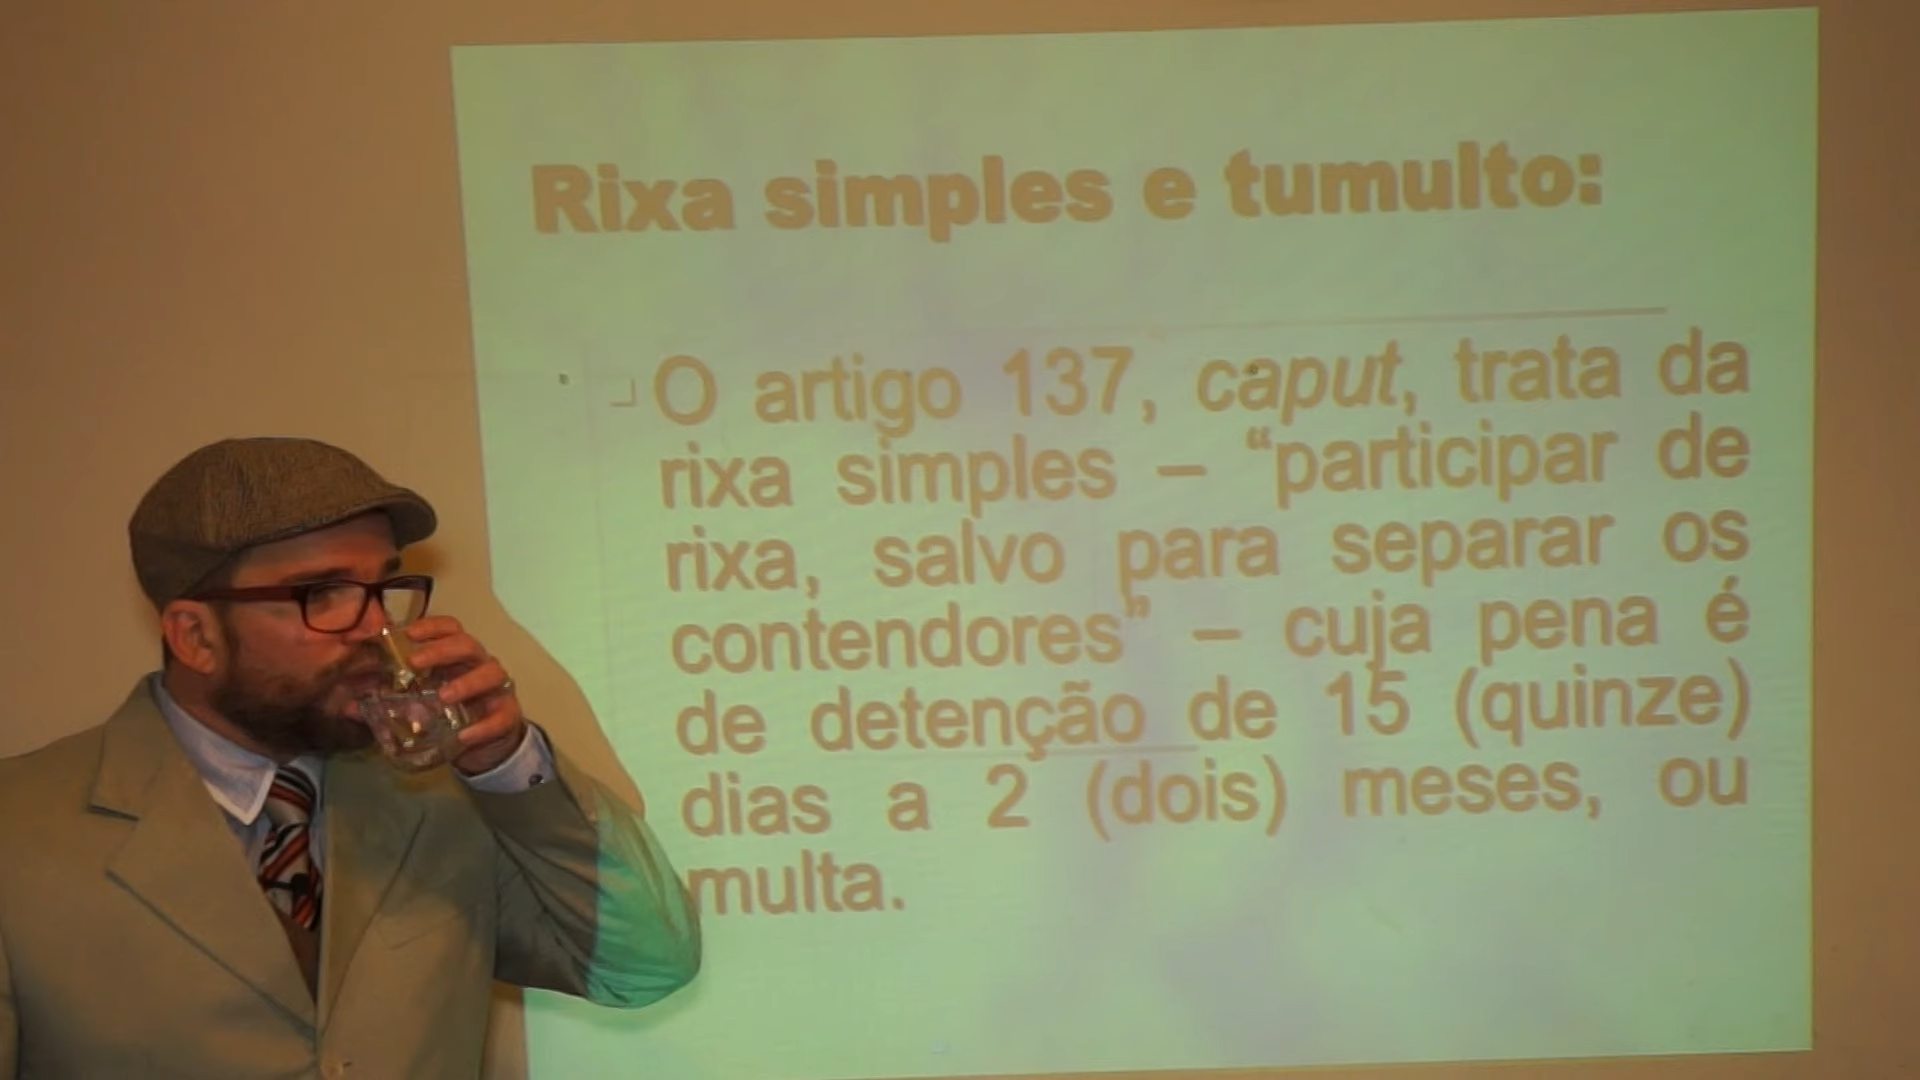 Rixa simples e tumulto:
O artigo 137, caput, trata da
rixa simples – “participar de
rixa, salvo para separar os
contendores” – cuja pena é
de detenção de 15 (quinze)
dias a 2 (dois) meses, ou
multa.